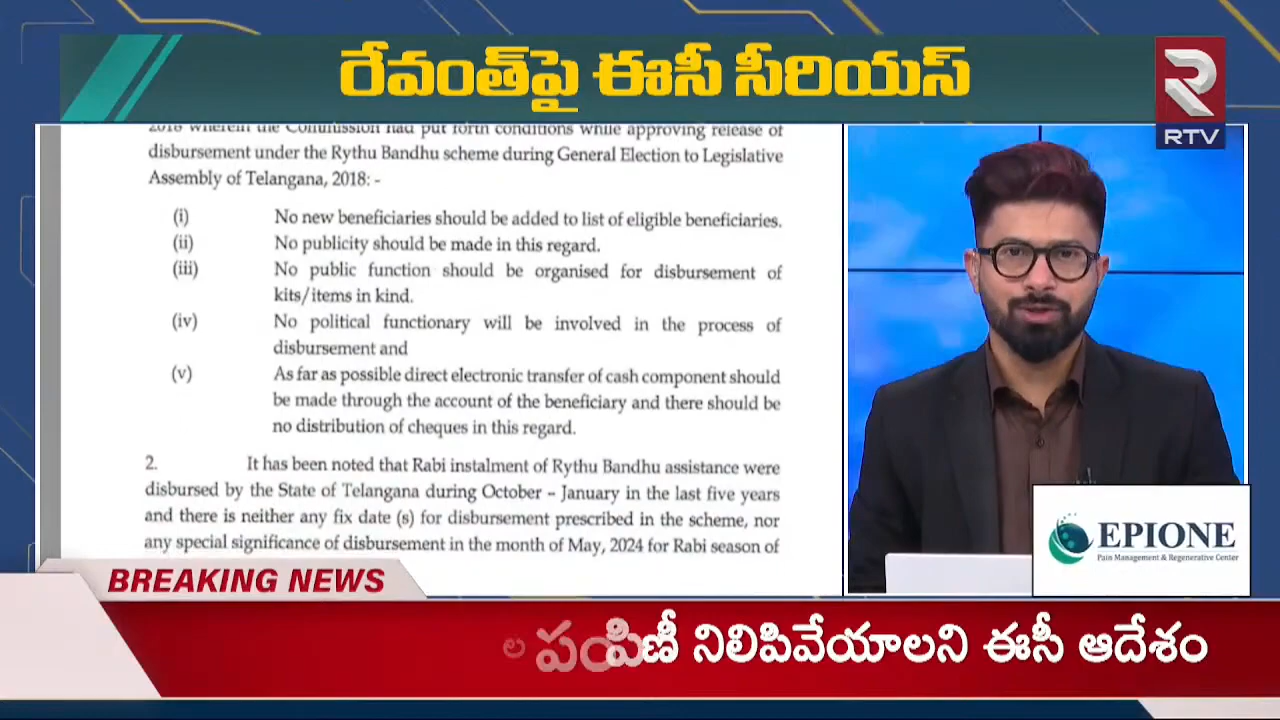 రేవంత్‌పై ఈసీ సీరియస్
RTV
2018 wherein the Commission had put forth conditions while approving release of
disbursement under the Rythu Bandhu scheme during General Election to Legislative
Assembly of Telangana, 2018: -
(i) No new beneficiaries should be added to list of eligible beneficiaries.
(ii) No publicity should be made in this regard.
(iii) No public function should be organised for disbursement of
kits/items in kind.
(iv) No political functionary will be involved in the process of
disbursement and
(v) As far as possible direct electronic transfer of cash component should
be made through the account of the beneficiary and there should be
no distribution of cheques in this regard.
2. It has been noted that Rabi instalment of Rythu Bandhu assistance were
disbursed by the State of Telangana during October – January in the last five years
and there is neither any fix date (s) for disbursement prescribed in the scheme, nor
any special significance of disbursement in the month of May, 2024 for Rabi season of
EPIONE
Pain Management & Regenerative Center
BREAKING NEWS
ల పంపిణీ నిలిపివేయాలని ఈసీ ఆదేశం